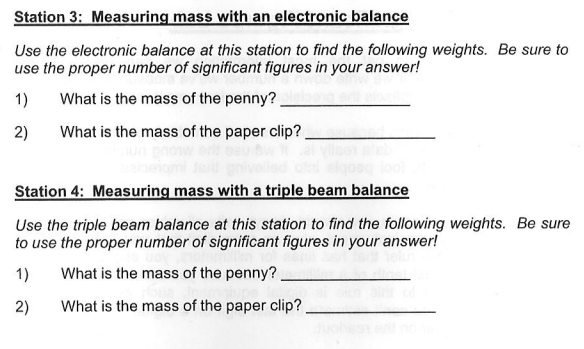 Station 3: Measuring mass with an electronic balance
Use the electronic balance at this station to find the following weights. Be sure to
use the proper number of significant figures in your answer!
1) What is the mass of the penny?
2) What is the mass of the paper clip?
Station 4: Measuring mass with a triple beam balance
Use the triple beam balance at this station to find the following weights. Be sure
to use the proper number of significant figures in your answer!
1) What is the mass of the penny?
2) What is the mass of the paper clip?